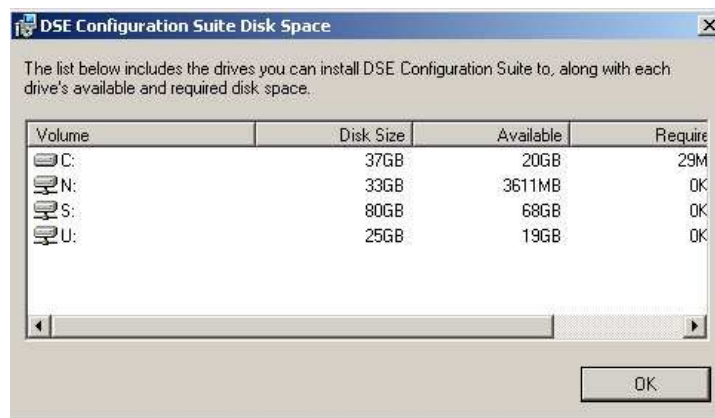 DSE Configuration Suite Disk Space
The list below includes the drives you can install DSE Configuration Suite to, along with each
drive's available and required disk space.
Volume Disk Size Available Require
C: 37GB 20GB 29M
N: 33GB 3611MB 0K
S: 80GB 68GB 0K
U: 25GB 19GB 0K
OK